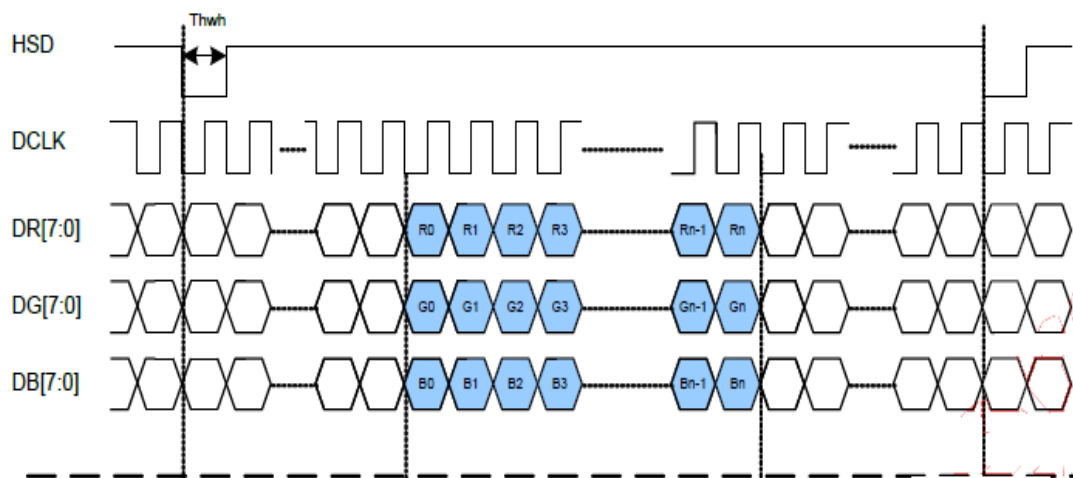 Thwh
HSD
DCLK
DR[7:0] R0 R1 R2 R3 Rn-1 Rn
DG[7:0] G0 G1 G2 G3 Gn-1 Gn
DB[7:0] B0 B1 B2 B3 Bn-1 Bn